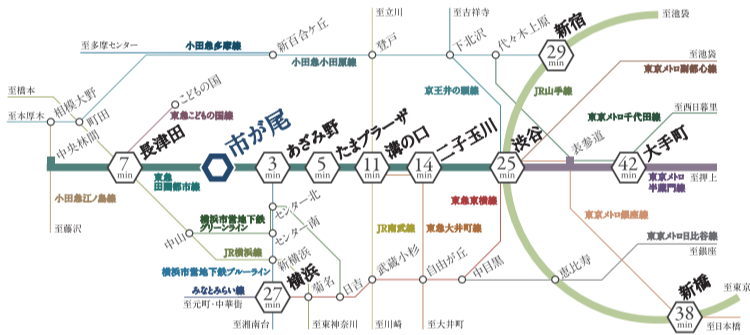 至立川
至吉祥寺
新宿
至池袋
至多摩センター
小田急多摩線
新百合ケ丘
小田急小田原線
登戸
下北沢
代々木上原
29
min
至池袋
東京メトロ副都心線
至橋本
相模大野
こどもの国
京王井の頭線
JR山手線
至本厚木
町田
東急こどもの国線
東京メトロ千代田線
至西日暮里
中央林間
長津田
市が尾
あざみ野
たまプラーザ
溝の口
二子玉川
渋谷
表参道
大手町
7
min
3
min
5
min
11
min
14
min
25
min
42
min
東急
田園都市線
東京メトロ
半蔵門線
至押上
小田急江ノ島線
センター北
横浜市営地下鉄
グリーンライン
センター南
中山
JR横浜線
JR南武線
東急大井町線
東急東横線
東京メトロ銀座線
東京メトロ日比谷線
至銀座
至藤沢
新横浜
横浜市営地下鉄ブルーライン
みなとみらい線
至元町・中華街
27
min
横浜
菊名
日吉
武蔵小杉
自由が丘
中目黒
恵比寿
新橋
38
min
至東京
至湘南台
至東神奈川
至川崎
至大井町
至日本橋